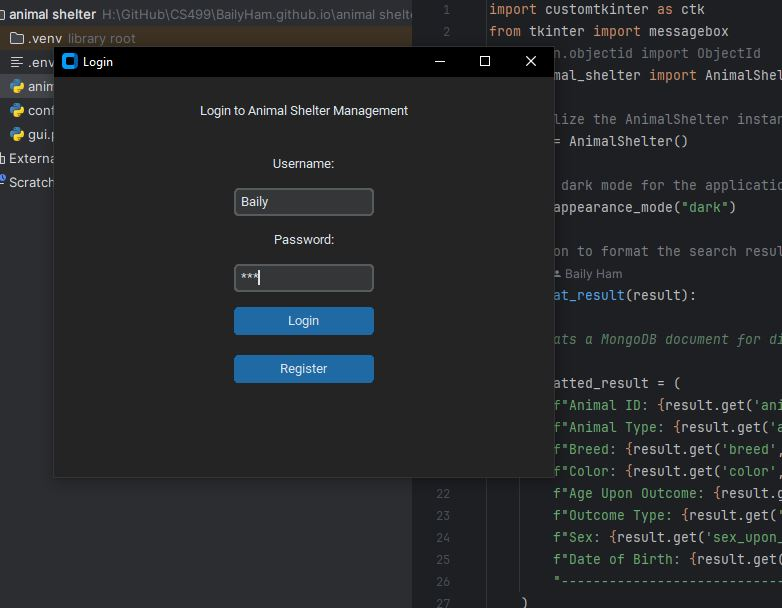 animal shelter H:\GitHub\CS499\BailyHam.github.io\animal shelte
.venv library root
.env
anim
conf
gui.p
Externa
Scratch
Login
Login to Animal Shelter Management
Username:
Baily
Password:
***
Login
Register
1 import customtkinter as ctk
2 from tkinter import messagebox
n.objectid import ObjectId
mal_shelter import AnimalShel
lize the AnimalShelter instan
= AnimalShelter()
dark mode for the applicatio
appearance_mode("dark")
on to format the search resul
Baily Ham
at_result(result):
ats a MongoDB document for di
atted_result = (
f"Animal ID: {result.get('ani
f"Animal Type: {result.get('a
f"Breed: {result.get('breed',
f"Color: {result.get('color',
22 f"Age Upon Outcome: {result.g
23 f"Outcome Type: {result.get('
24 f"Sex: {result.get('sex_upon_
25 f"Date of Birth: {result.get(
26 "-----------------------------
27 )